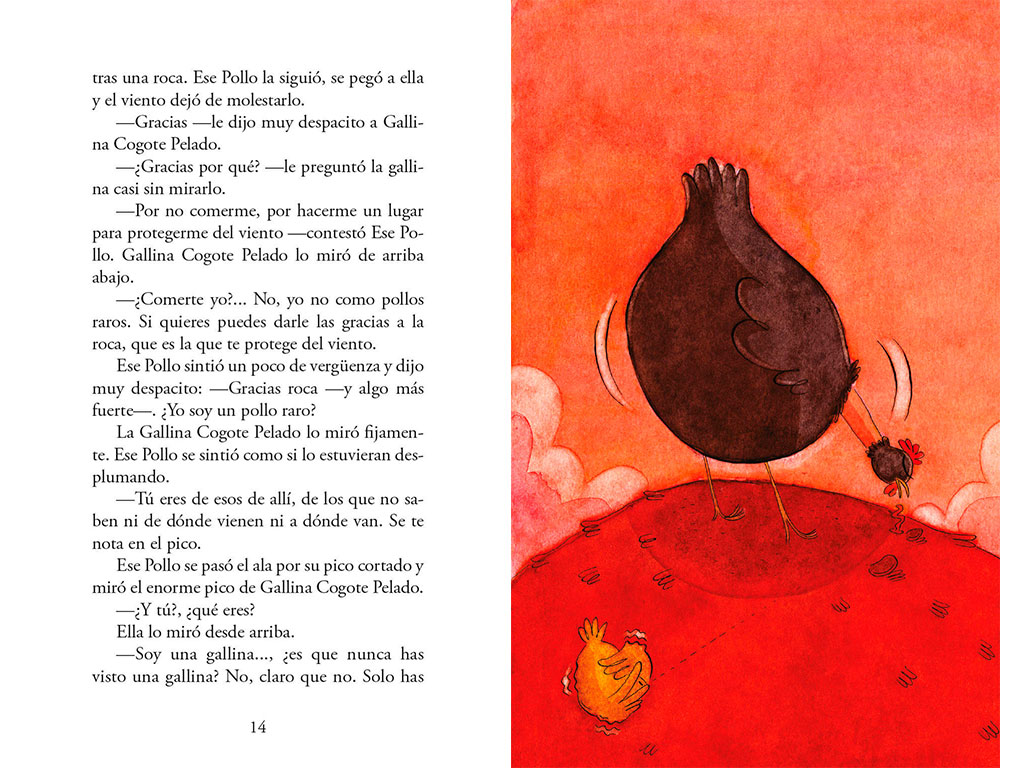 tras una roca. Ese Pollo la siguió, se pegó a ella
y el viento dejó de molestarlo.
—Gracias —le dijo muy despacito a Galli-
na Cogote Pelado.
—¿Gracias por qué? —le preguntó la galli-
na casi sin mirarlo.
—Por no comerme, por hacerme un lugar
para protegerme del viento —contestó Ese Po-
llo. Gallina Cogote Pelado lo miró de arriba
abajo.
—¿Comerte yo?... No, yo no como pollos
raros. Si quieres puedes darle las gracias a la
roca, que es la que te protege del viento.
Ese Pollo sintió un poco de vergüenza y dijo
muy despacito: —Gracias roca —y algo más
fuerte—. ¿Yo soy un pollo raro?
La Gallina Cogote Pelado lo miró fijamen-
te. Ese Pollo se sintió como si lo estuvieran des-
plumando.
—Tú eres de esos de allí, de los que no sa-
ben ni de dónde vienen ni a dónde van. Se te
nota en el pico.
Ese Pollo se pasó el ala por su pico cortado y
miró el enorme pico de Gallina Cogote Pelado.
—¿Y tú?, ¿qué eres?
Ella lo miró desde arriba.
—Soy una gallina..., ¿es que nunca has
visto una gallina? No, claro que no. Solo has
14